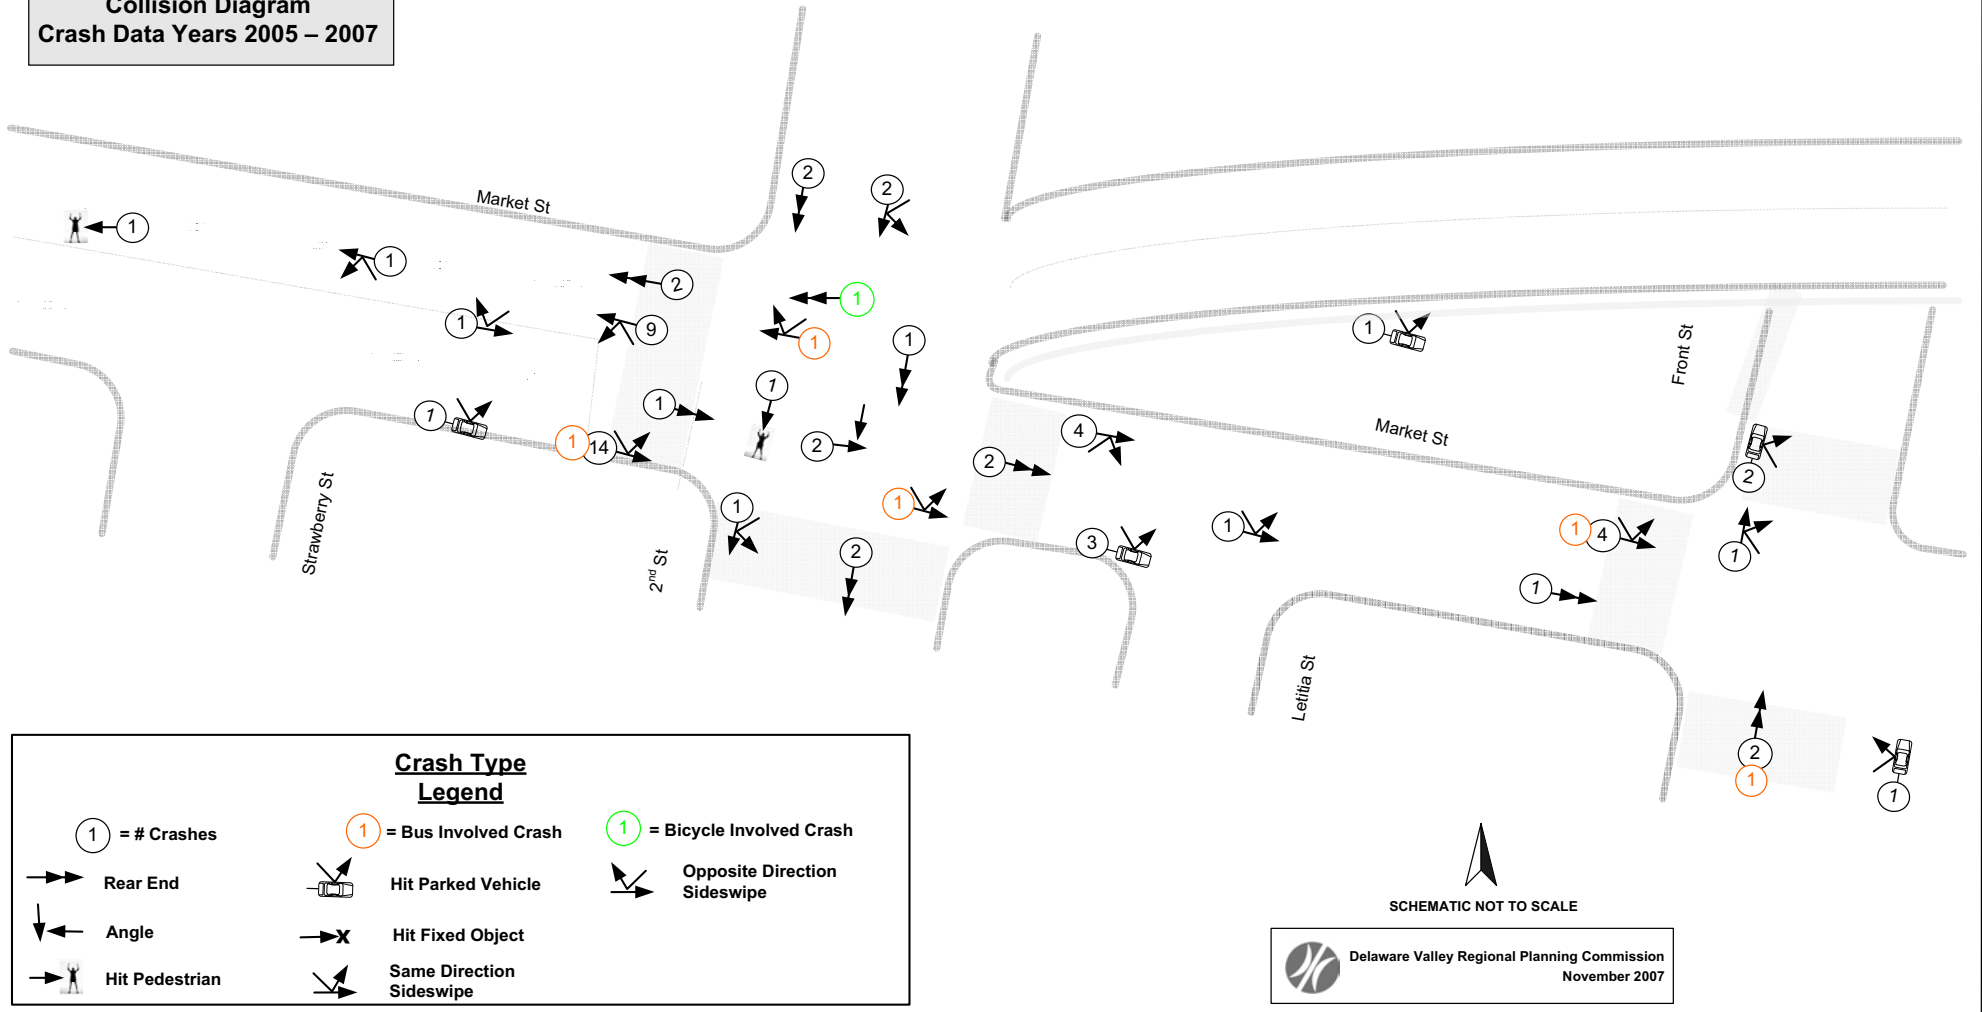 Collision Diagram
Crash Data Years 2005 – 2007
Market St
2
2
1
1
2
1
1
9
1
1
1
1
1
1
1
14
1
2
4
2
1
1
2
3
1
1
4
1
1
2
1
Market St
Front St
Strawberry St
2nd St
Letitia St
2
1
1
Crash Type
Legend
1 = # Crashes
1 = Bus Involved Crash
1 = Bicycle Involved Crash
Rear End
Hit Parked Vehicle
Opposite Direction
Sideswipe
Angle
X Hit Fixed Object
Hit Pedestrian
Same Direction
Sideswipe
SCHEMATIC NOT TO SCALE
Delaware Valley Regional Planning Commission
November 2007